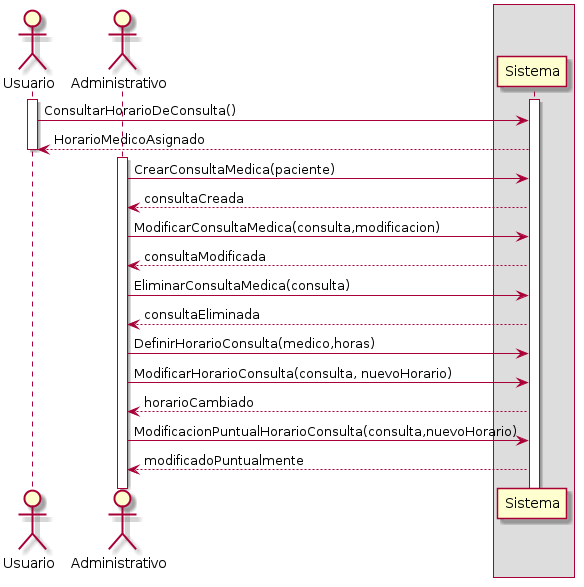 Usuario
Administrativo
Sistema
ConsultarHorarioDeConsulta()
HorarioMedicoAsignado
CrearConsultaMedica(paciente)
consultaCreada
ModificarConsultaMedica(consulta,modificacion)
consultaModificada
EliminarConsultaMedica(consulta)
consultaEliminada
DefinirHorarioConsulta(medico,horas)
ModificarHorarioConsulta(consulta, nuevoHorario)
horarioCambiado
ModificacionPuntualHorarioConsulta(consulta,nuevoHorario)
modificadoPuntualmente
Sistema
Usuario
Administrativo